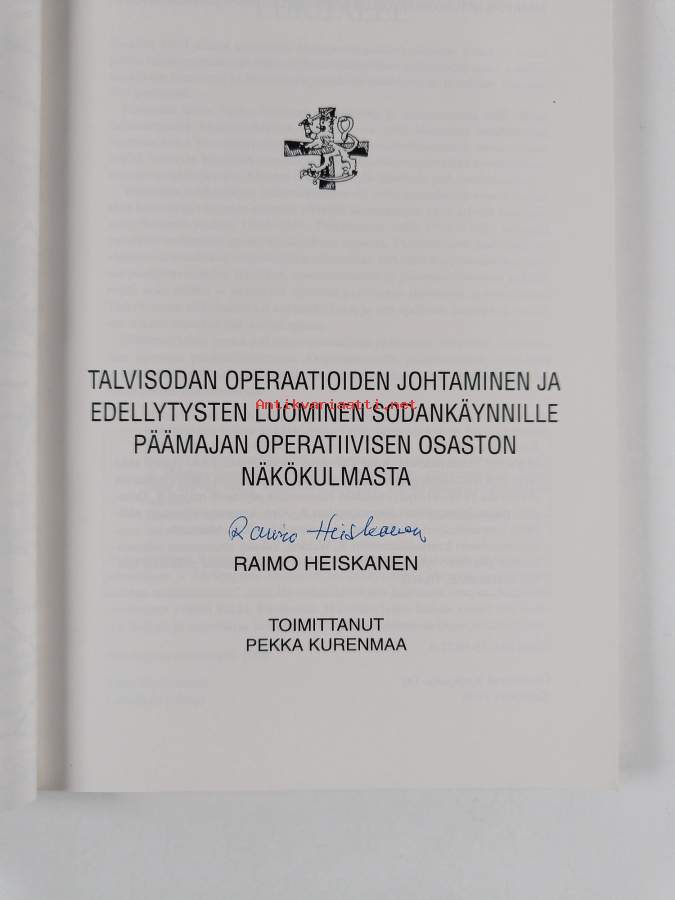 TALVISODAN OPERAATIOIDEN JOHTAMINEN JA
EDELLYTYSTEN LUOMINEN SODANKÄYNNILLE
Antikvariaatti.net
PÄÄMAJAN OPERATIIVISEN OSASTON
NÄKÖKULMASTA
Raimo Heiskanen
RAIMO HEISKANEN
TOIMITTANUT
PEKKA KURENMAA